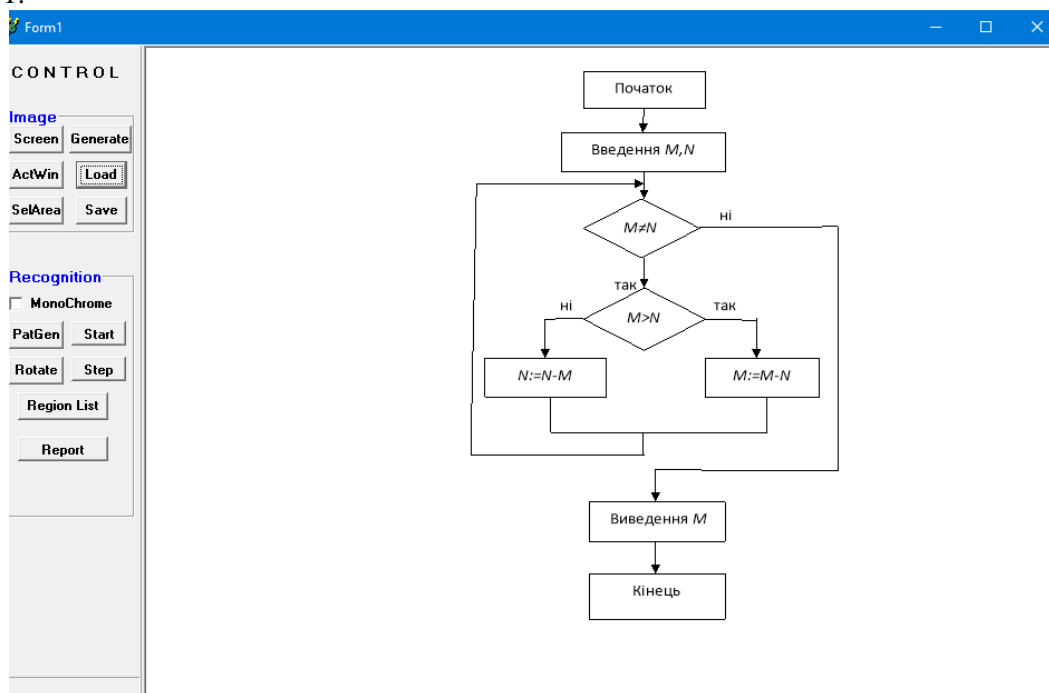 1.
Form1
CONTROL
Image
Screen Generate
ActWin Load
SelArea Save
Recognition
MonoChrome
PatGen Start
Rotate Step
Region List
Report
Початок
Введення M,N
M≠N
ні
так
M>N
ні
так
N:=N-M
M:=M-N
Виведення M
Кінець